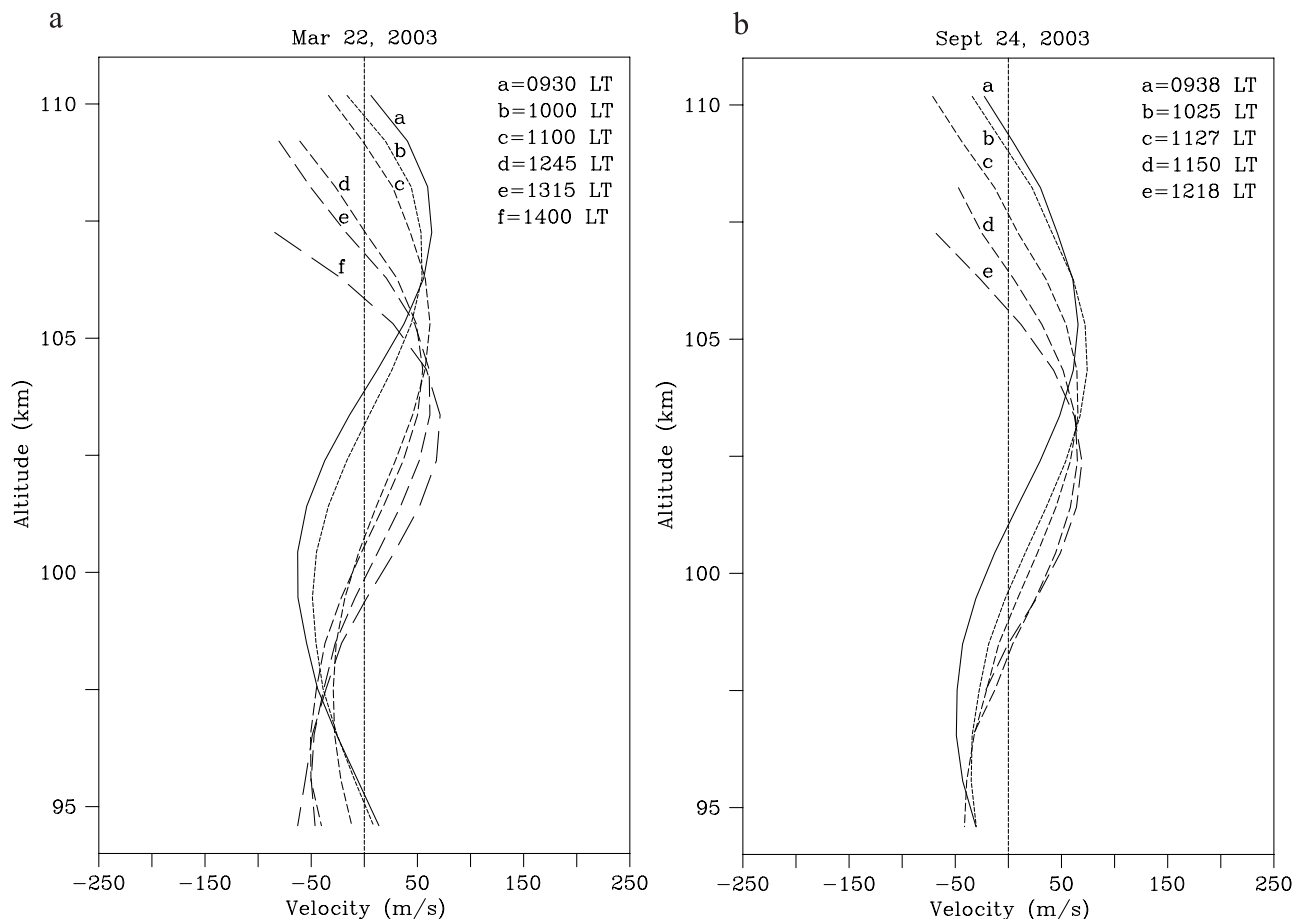 a
Mar 22, 2003
a=0930 LT
b=1000 LT
c=1100 LT
d=1245 LT
e=1315 LT
f=1400 LT
a
b
c
d
e
f
110
105
100
95
Altitude (km)
-250
-150
-50
50
150
250
Velocity (m/s)
b
Sept 24, 2003
a=0938 LT
b=1025 LT
c=1127 LT
d=1150 LT
e=1218 LT
a
b
c
d
e
110
105
100
95
Altitude (km)
-250
-150
-50
50
150
250
Velocity (m/s)